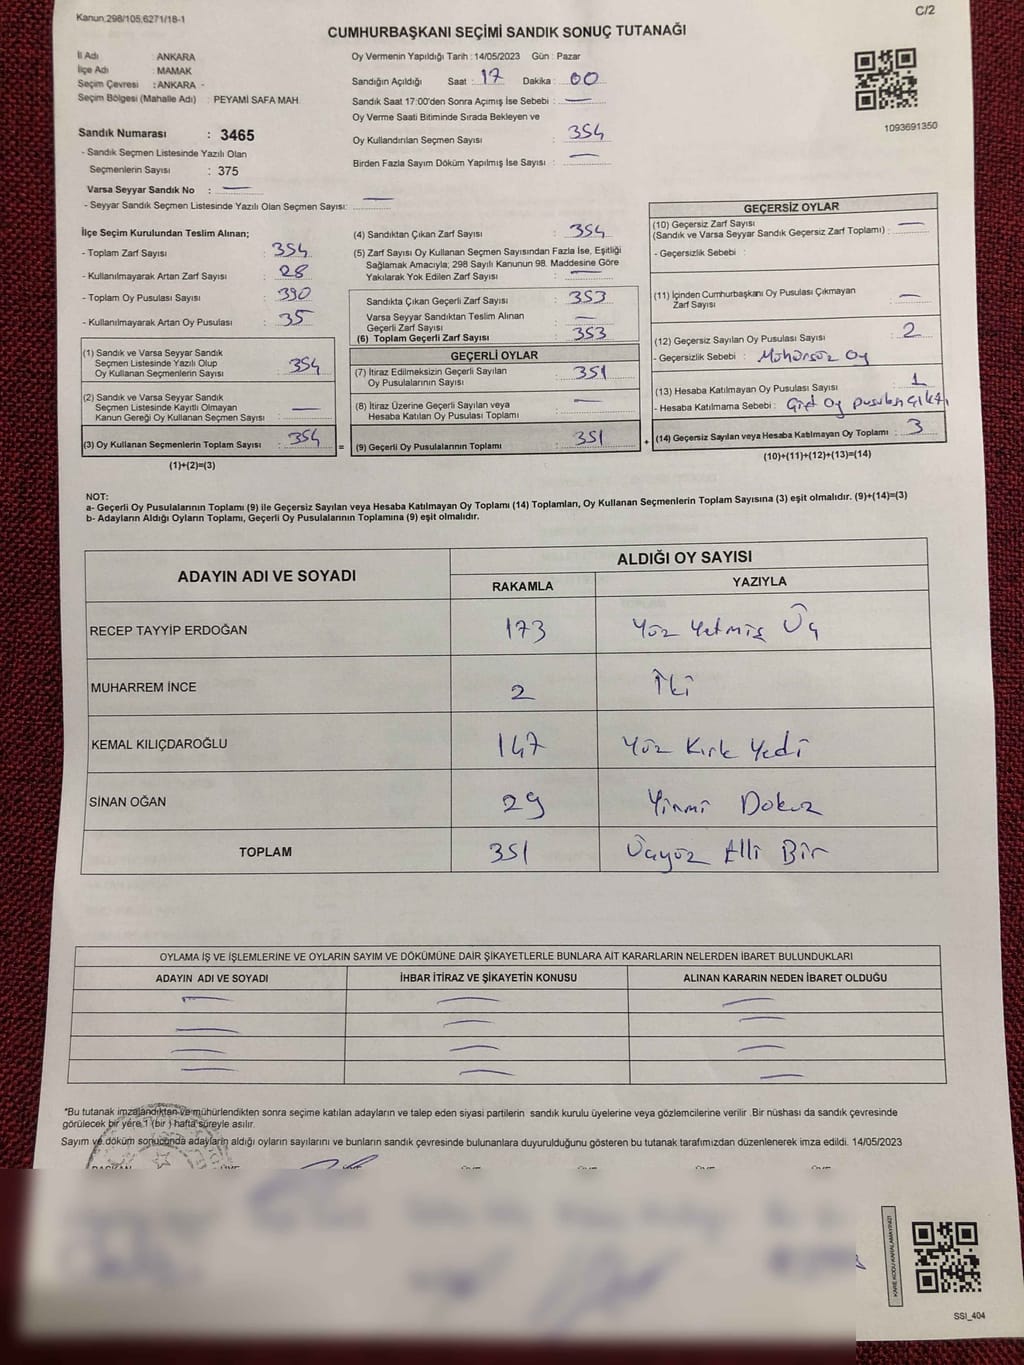 Kanun.298/105,6271/18-1
C/2
CUMHURBAŞKANI SEÇİMİ SANDIK SONUÇ TUTANAĞI
İl Adı : ANKARA
İlçe Adı : MAMAK
Seçim Çevresi : ANKARA -
Seçim Bölgesi (Mahalle Adı) : PEYAMİ SAFA MAH.
Sandık Numarası : 3465
- Sandık Seçmen Listesinde Yazılı Olan
Seçmenlerin Sayısı : 375
Varsa Seyyar Sandık No : —
- Seyyar Sandık Seçmen Listesinde Yazılı Olan Seçmen Sayısı: —
Oy Vermenin Yapıldığı Tarih : 14/05/2023 Gün : Pazar
Sandığın Açıldığı Saat : 17 Dakika : 00
Sandık Saat 17:00'den Sonra Açımış İse Sebebi : —
Oy Verme Saati Bitiminde Sırada Bekleyen ve
Oy Kullandırılan Seçmen Sayısı : 354
Birden Fazla Sayım Döküm Yapılmış İse Sayısı : —
1093691350
İlçe Seçim Kurulundan Teslim Alınan;
- Toplam Zarf Sayısı : 354
- Kullanılmayarak Artan Zarf Sayısı : 28
- Toplam Oy Pusulası Sayısı : 390
- Kullanılmayarak Artan Oy Pusulası : 35
(1) Sandık ve Varsa Seyyar Sandık
Seçmen Listesinde Yazılı Olup
Oy Kullanan Seçmenlerin Sayısı : 354
(2) Sandık ve Varsa Seyyar Sandık
Seçmen Listesinde Kayıtlı Olmayan
Kanun Gereği Oy Kullanan Seçmen Sayısı : —
(3) Oy Kullanan Seçmenlerin Toplam Sayısı : 354
(1)+(2)=(3)
=
(4) Sandıktan Çıkan Zarf Sayısı : 354
(5) Zarf Sayısı Oy Kullanan Seçmen Sayısından Fazla İse, Eşitliği
Sağlamak Amacıyla; 298 Sayılı Kanunun 98. Maddesine Göre
Yakılarak Yok Edilen Zarf Sayısı : —
Sandıkta Çıkan Geçerli Zarf Sayısı : 353
Varsa Seyyar Sandıktan Teslim Alınan
Geçerli Zarf Sayısı : —
(6) Toplam Geçerli Zarf Sayısı : 353
GEÇERLİ OYLAR
(7) İtiraz Edilmeksizin Geçerli Sayılan
Oy Pusulalarının Sayısı : 351
(8) İtiraz Üzerine Geçerli Sayılan veya
Hesaba Katılan Oy Pusulası Toplamı : —
(9) Geçerli Oy Pusulalarının Toplamı : 351
+
GEÇERSİZ OYLAR
(10) Geçersiz Zarf Sayısı
(Sandık ve Varsa Seyyar Sandık Geçersiz Zarf Toplamı) : —
- Geçersizlik Sebebi :
(11) İçinden Cumhurbaşkanı Oy Pusulası Çıkmayan
Zarf Sayısı : —
(12) Geçersiz Sayılan Oy Pusulası Sayısı : 2
- Geçersizlik Sebebi : Mühürsüz Oy
(13) Hesaba Katılmayan Oy Pusulası Sayısı : 1
- Hesaba Katılmama Sebebi : Çift Oy pusulası çıktı
(14) Geçersiz Sayılan veya Hesaba Katılmayan Oy Toplamı : 3
(10)+(11)+(12)+(13)=(14)
NOT:
a- Geçerli Oy Pusulalarının Toplamı (9) ile Geçersiz Sayılan veya Hesaba Katılmayan Oy Toplamı (14) Toplamları, Oy Kullanan Seçmenlerin Toplam Sayısına (3) eşit olmalıdır. (9)+(14)=(3)
b- Adayların Aldığı Oyların Toplamı, Geçerli Oy Pusulalarının Toplamına (9) eşit olmalıdır.
ADAYIN ADI VE SOYADI ALDIĞI OY SAYISI
RAKAMLA YAZIYLA
RECEP TAYYİP ERDOĞAN 173 Yüz Yetmiş Üç
MUHARREM İNCE 2 İki
KEMAL KILIÇDAROĞLU 147 Yüz Kırk Yedi
SİNAN OĞAN 29 Yirmi Dokuz
TOPLAM 351 Üçyüz Elli Bir
OYLAMA İŞ VE İŞLEMLERİNE VE OYLARIN SAYIM VE DÖKÜMÜNE DAİR ŞİKAYETLERLE BUNLARA AİT KARARLARIN NELERDEN İBARET BULUNDUKLARI
ADAYIN ADI VE SOYADI İHBAR İTİRAZ VE ŞİKAYETİN KONUSU ALINAN KARARIN NEDEN İBARET OLDUĞU
— — —
— — —
— — —
— — —
*Bu tutanak imzalandıktan ve mühürlendikten sonra seçime katılan adayların ve talep eden siyasi partilerin sandık kurulu üyelerine veya gözlemcilerine verilir .Bir nüshası da sandık çevresinde
görülecek bir yere 1 (bir ) hafta süreyle asılır.
Sayım ve döküm sonucunda adayların aldığı oyların sayılarını ve bunların sandık çevresinde bulunanlara duyurulduğunu gösteren bu tutanak tarafımızdan düzenlenerek imza edildi. 14/05/2023
KARE KODU KARALAMAYINIZ!
SSI_404